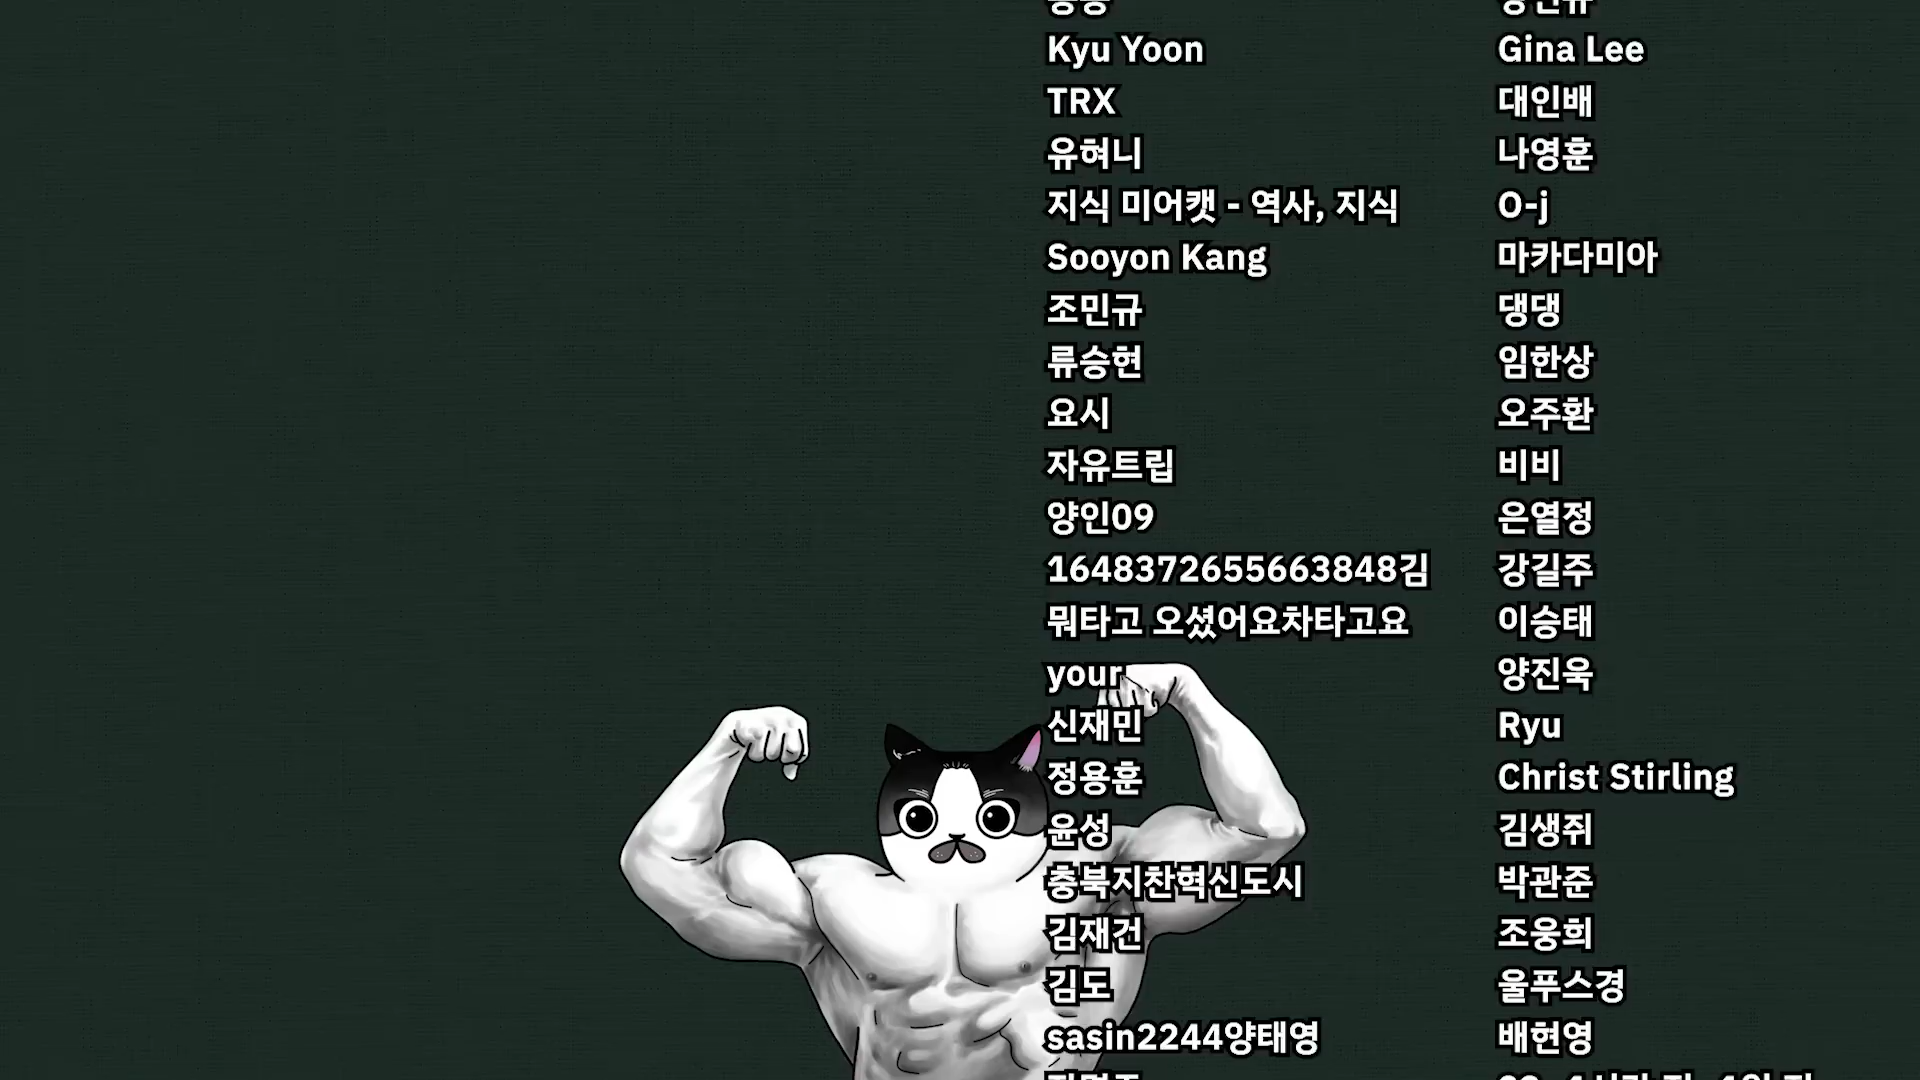 Kyu Yoon
TRX
유혀니
지식 미어캣 - 역사, 지식
Sooyon Kang
조민규
류승현
요시
자유트립
양인09
1648372655663848김
뭐타고 오셨어요차타고요
your
신재민
정용훈
윤성
충북지찬혁신도시
김재건
김도
sasin2244양태영
Gina Lee
대인배
나영훈
O-j
마카다미아
댕댕
임한상
오주환
비비
은열정
강길주
이승태
양진욱
Ryu
Christ Stirling
김생쥐
박관준
조웅희
울푸스경
배현영